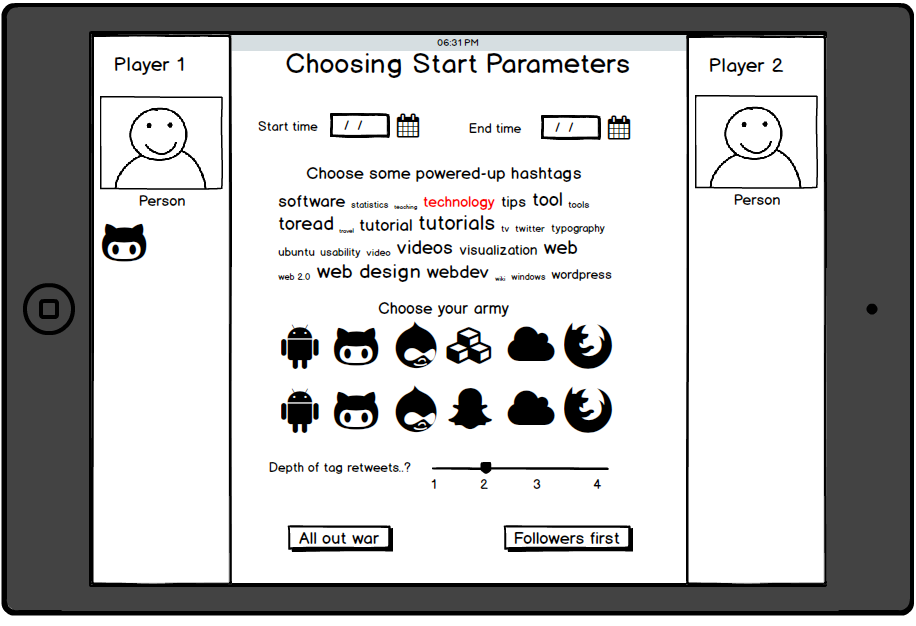 06:31 PM
Player 1
Choosing Start Parameters
Player 2
Start time / /
End time / /
Choose some powered-up hashtags
software statistics teaching technology tips tool tools
toread travel tutorial tutorials tv twitter typography
ubuntu usability video videos visualization web
web 2.0 web design webdev wiki windows wordpress
Person
Person
Choose your army
Depth of tag retweets..?
1 2 3 4
All out war
Followers first